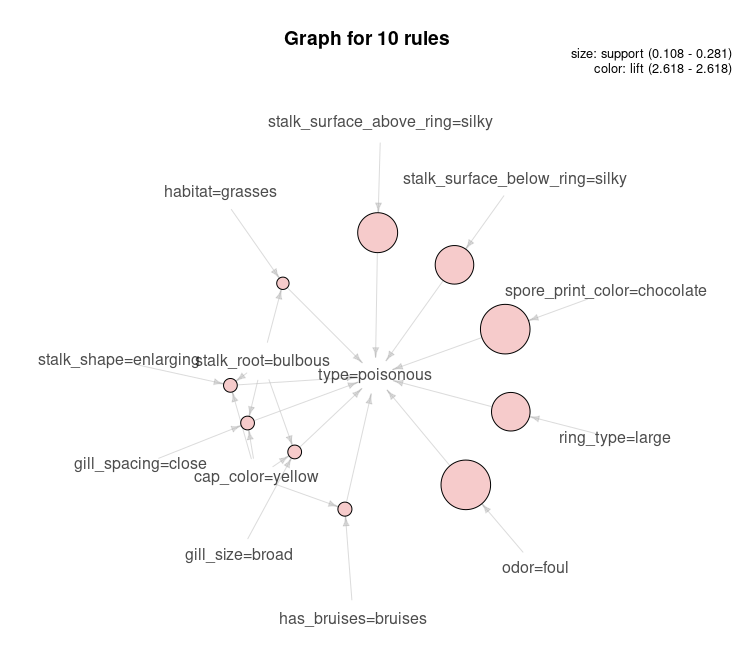 Graph for 10 rules
size: support (0.108 - 0.281)
color: lift (2.618 - 2.618)
stalk_surface_above_ring=silky
stalk_surface_below_ring=silky
habitat=grasses
spore_print_color=chocolate
stalk_shape=enlarging
stalk_root=bulbous
type=poisonous
ring_type=large
gill_spacing=close
cap_color=yellow
gill_size=broad
odor=foul
has_bruises=bruises